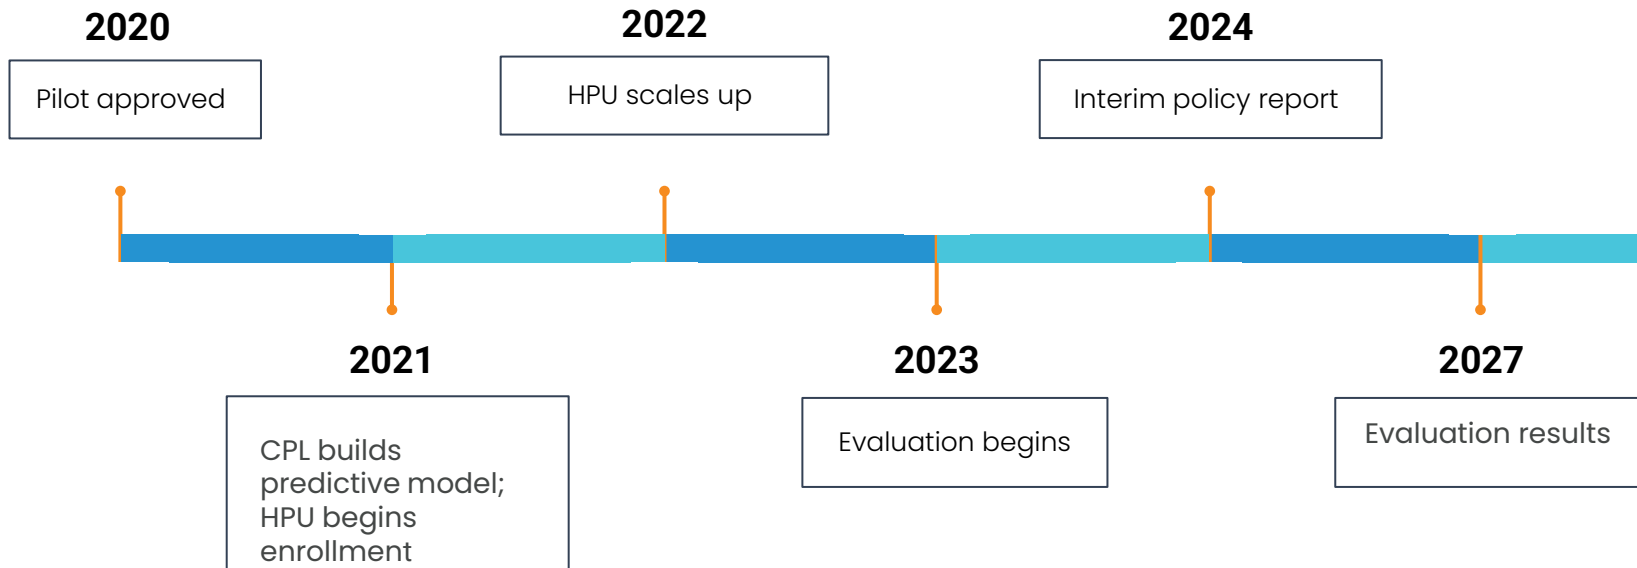 2020
Pilot approved
2022
HPU scales up
2024
Interim policy report
2021
CPL builds
predictive model;
HPU begins
enrollment
2023
Evaluation begins
2027
Evaluation results